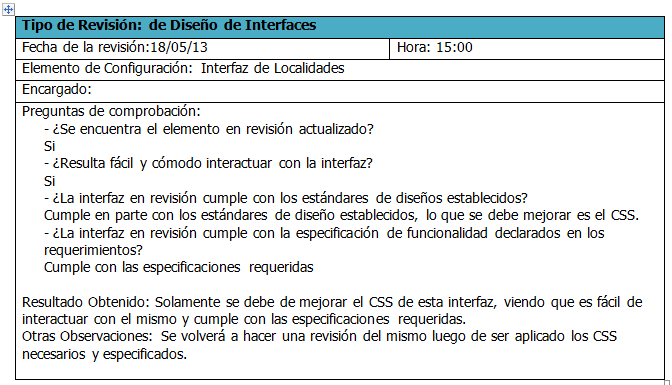 Tipo de Revisión: de Diseño de Interfaces
Fecha de la revisión:18/05/13 Hora: 15:00
Elemento de Configuración: Interfaz de Localidades
Encargado:
Preguntas de comprobación:
- ¿Se encuentra el elemento en revisión actualizado?
Si
- ¿Resulta fácil y cómodo interactuar con la interfaz?
Si
- ¿La interfaz en revisión cumple con los estándares de diseños establecidos?
Cumple en parte con los estándares de diseño establecidos, lo que se debe mejorar es el CSS.
- ¿La interfaz en revisión cumple con la especificación de funcionalidad declarados en los
requerimientos?
Cumple con las especificaciones requeridas
Resultado Obtenido: Solamente se debe de mejorar el CSS de esta interfaz, viendo que es fácil de
interactuar con el mismo y cumple con las especificaciones requeridas.
Otras Observaciones: Se volverá a hacer una revisión del mismo luego de ser aplicado los CSS
necesarios y especificados.